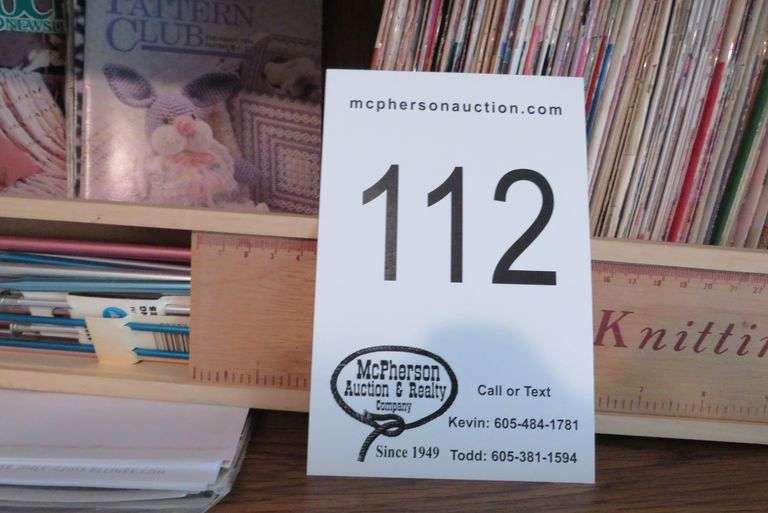 PATTERN
CLUB
mcphersonauction.com
112
McPherson
Auction & Realty
Company
Since 1949
Call or Text
Kevin: 605-484-1781
Todd: 605-381-1594
Knittin